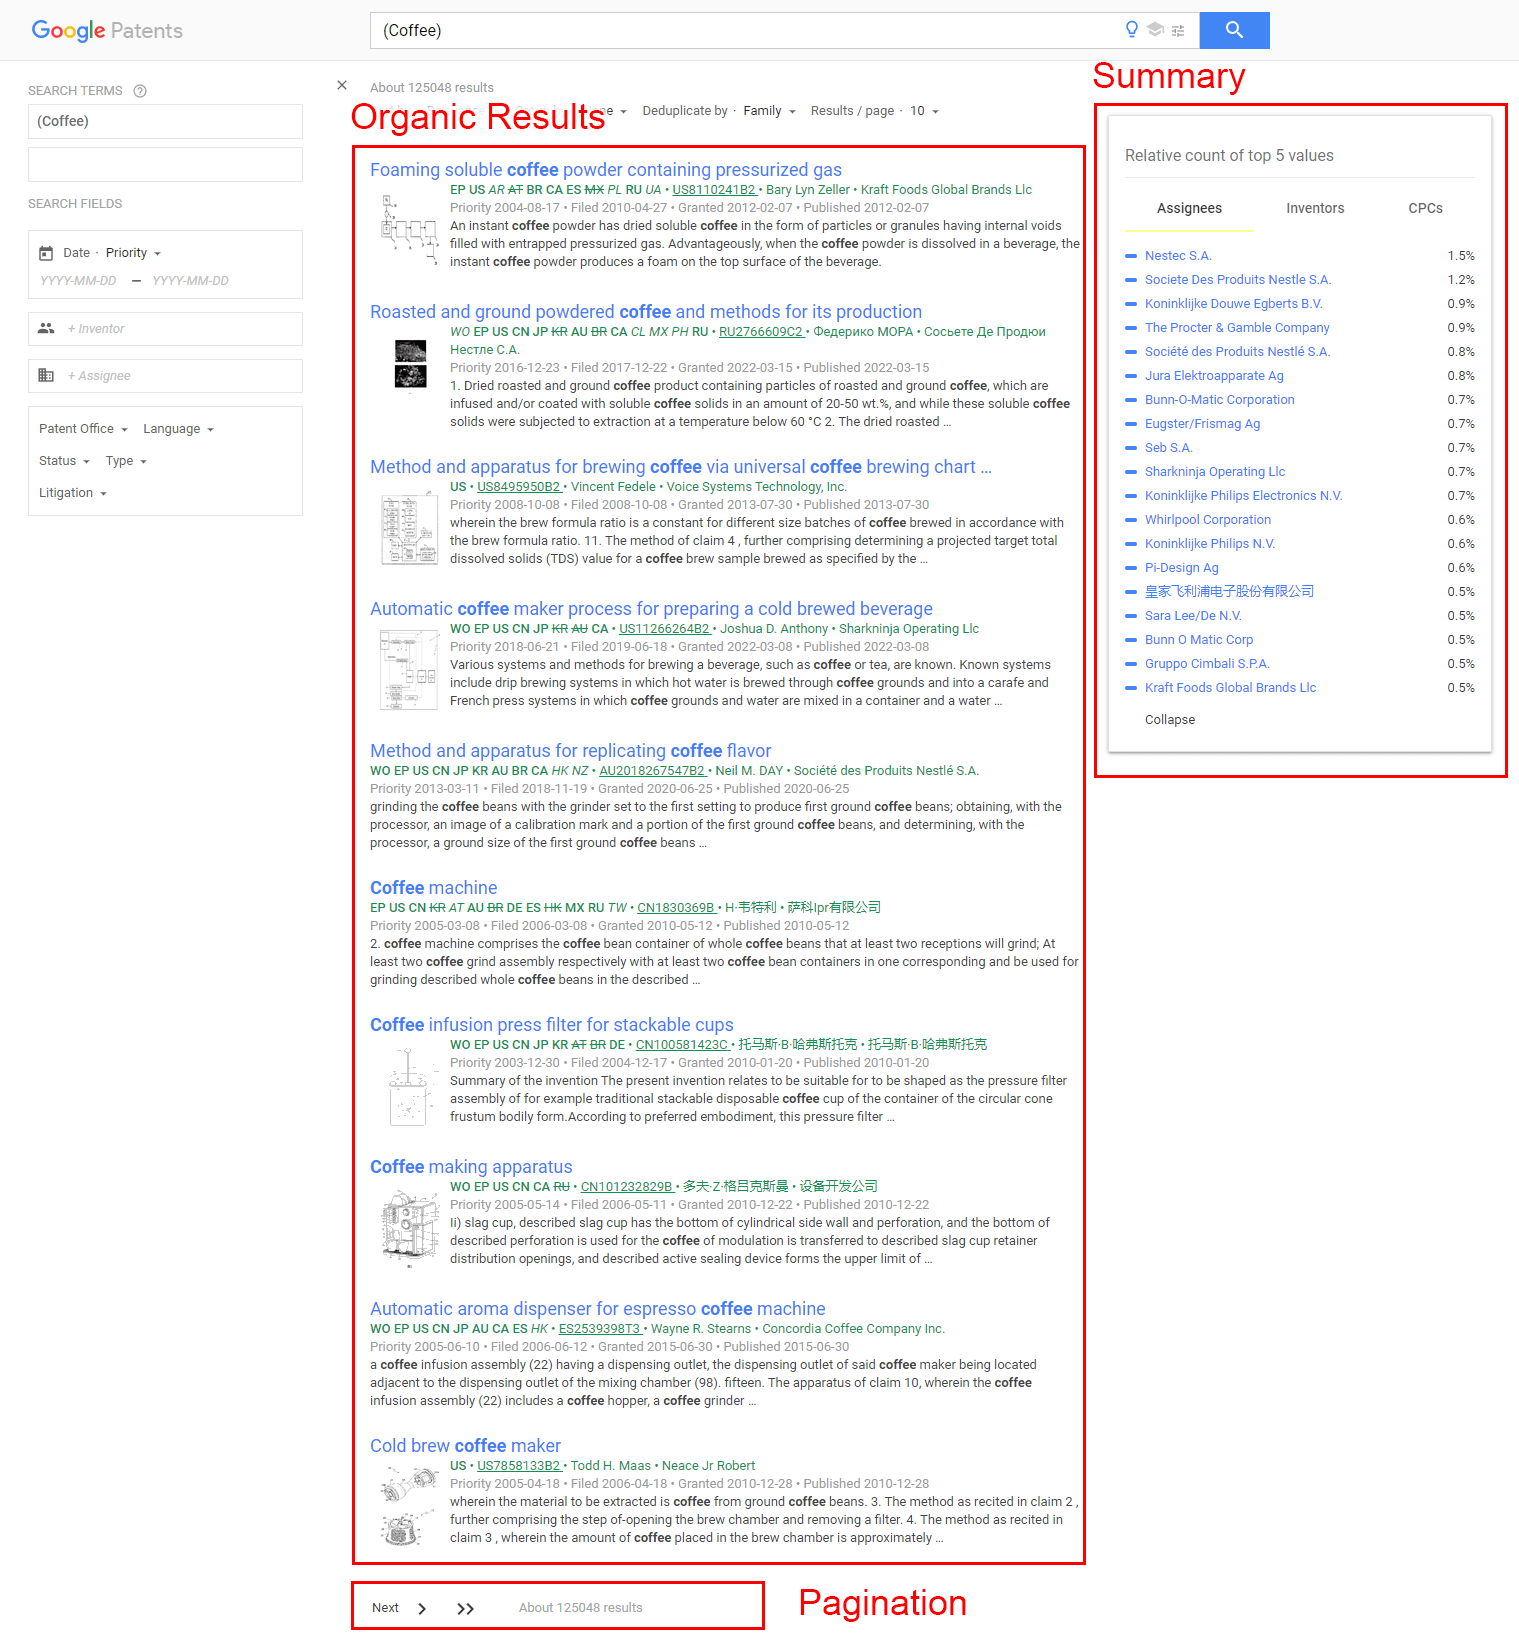 Google Patents
(Coffee)
Summary
SEARCH TERMS
(Coffee)
SEARCH FIELDS
Date · Priority
YYYY-MM-DD – YYYY-MM-DD
+ Inventor
+ Assignee
Patent Office Language
Status Type
Litigation
About 125048 results
Organic Results
Deduplicate by · Family Results / page · 10
Foaming soluble coffee powder containing pressurized gas
EP US AR AT BR CA ES MX PL RU UA • US8110241B2 • Bary Lyn Zeller • Kraft Foods Global Brands Llc
Priority 2004-08-17 • Filed 2010-04-27 • Granted 2012-02-07 • Published 2012-02-07
An instant coffee powder has dried soluble coffee in the form of particles or granules having internal voids
filled with entrapped pressurized gas. Advantageously, when the coffee powder is dissolved in a beverage, the
instant coffee powder produces a foam on the top surface of the beverage.
Roasted and ground powdered coffee and methods for its production
WO EP US CN JP KR AU BR CA CL MX PH RU • RU2766609C2 • Федерико МОРА • Сосьете Де Продюи
Нестле С.А.
Priority 2016-12-23 • Filed 2017-12-22 • Granted 2022-03-15 • Published 2022-03-15
1. Dried roasted and ground coffee product containing particles of roasted and ground coffee, which are
infused and/or coated with soluble coffee solids in an amount of 20-50 wt.%, and while these soluble coffee
solids were subjected to extraction at a temperature below 60 °C 2. The dried roasted …
Method and apparatus for brewing coffee via universal coffee brewing chart …
US • US8495950B2 • Vincent Fedele • Voice Systems Technology, Inc.
Priority 2008-10-08 • Filed 2008-10-08 • Granted 2013-07-30 • Published 2013-07-30
wherein the brew formula ratio is a constant for different size batches of coffee brewed in accordance with
the brew formula ratio. 11. The method of claim 4 , further comprising determining a projected target total
dissolved solids (TDS) value for a coffee brew sample brewed as specified by the …
Automatic coffee maker process for preparing a cold brewed beverage
WO EP US CN JP KR AU CA • US11266264B2 • Joshua D. Anthony • Sharkninja Operating Llc
Priority 2018-06-21 • Filed 2019-06-18 • Granted 2022-03-08 • Published 2022-03-08
Various systems and methods for brewing a beverage, such as coffee or tea, are known. Known systems
include drip brewing systems in which hot water is brewed through coffee grounds and into a carafe and
French press systems in which coffee grounds and water are mixed in a container and a water …
Method and apparatus for replicating coffee flavor
WO EP US CN JP KR AU BR CA HK NZ • AU2018267547B2 • Neil M. DAY • Société des Produits Nestlé S.A.
Priority 2013-03-11 • Filed 2018-11-19 • Granted 2020-06-25 • Published 2020-06-25
grinding the coffee beans with the grinder set to the first setting to produce first ground coffee beans; obtaining, with the
processor, an image of a calibration mark and a portion of the first ground coffee beans, and determining, with the
processor, a ground size of the first ground coffee beans …
Coffee machine
EP US CN KR AT AU BR DE ES HK MX RU TW • CN1830369B • H·韦特利 • 萨科Ipr有限公司
Priority 2005-03-08 • Filed 2006-03-08 • Granted 2010-05-12 • Published 2010-05-12
2. coffee machine comprises the coffee bean container of whole coffee beans that at least two receptions will grind; At
least two coffee grind assembly respectively with at least two coffee bean containers in one corresponding and be used for
grinding described whole coffee beans in the described …
Coffee infusion press filter for stackable cups
WO EP US CN JP KR AT BR DE • CN100581423C • 托马斯·B·哈弗斯托克 • 托马斯·B·哈弗斯托克
Priority 2003-12-30 • Filed 2004-12-17 • Granted 2010-01-20 • Published 2010-01-20
Summary of the invention The present invention relates to be suitable for to be shaped as the pressure filter
assembly of for example traditional stackable disposable coffee cup of the container of the circular cone
frustum bodily form.According to preferred embodiment, this pressure filter …
Coffee making apparatus
WO EP US CN CA RU • CN101232829B • 多夫·Z·格吕克斯曼 • 设备开发公司
Priority 2005-05-14 • Filed 2006-05-11 • Granted 2010-12-22 • Published 2010-12-22
Ii) slag cup, described slag cup has the bottom of cylindrical side wall and perforation, and the bottom of
described perforation is used for the coffee of modulation is transferred to described slag cup retainer
distribution openings, and described active sealing device forms the upper limit of …
Automatic aroma dispenser for espresso coffee machine
WO EP US CN JP AU CA ES HK • ES2539398T3 • Wayne R. Stearns • Concordia Coffee Company Inc.
Priority 2005-06-10 • Filed 2006-06-12 • Granted 2015-06-30 • Published 2015-06-30
a coffee infusion assembly (22) having a dispensing outlet, the dispensing outlet of said coffee maker being located
adjacent to the dispensing outlet of the mixing chamber (98). fifteen. The apparatus of claim 10, wherein the coffee
infusion assembly (22) includes a coffee hopper, a coffee grinder …
Cold brew coffee maker
US • US7858133B2 • Todd H. Maas • Neace Jr Robert
Priority 2005-04-18 • Filed 2006-04-18 • Granted 2010-12-28 • Published 2010-12-28
wherein the material to be extracted is coffee from ground coffee beans. 3. The method as recited in claim 2 ,
further comprising the step of-opening the brew chamber and removing a filter. 4. The method as recited in
claim 3 , wherein the amount of coffee placed in the brew chamber is approximately …
Next About 125048 results
Pagination
Relative count of top 5 values
Assignees Inventors CPCs
Nestec S.A. 1.5%
Societe Des Produits Nestle S.A. 1.2%
Koninklijke Douwe Egberts B.V. 0.9%
The Procter & Gamble Company 0.9%
Société des Produits Nestlé S.A. 0.8%
Jura Elektroapparate Ag 0.8%
Bunn-O-Matic Corporation 0.7%
Eugster/Frismag Ag 0.7%
Seb S.A. 0.7%
Sharkninja Operating Llc 0.7%
Koninklijke Philips Electronics N.V. 0.7%
Whirlpool Corporation 0.6%
Koninklijke Philips N.V. 0.6%
Pi-Design Ag 0.6%
皇家飞利浦电子股份有限公司 0.5%
Sara Lee/De N.V. 0.5%
Bunn O Matic Corp 0.5%
Gruppo Cimbali S.P.A. 0.5%
Kraft Foods Global Brands Llc 0.5%
Collapse